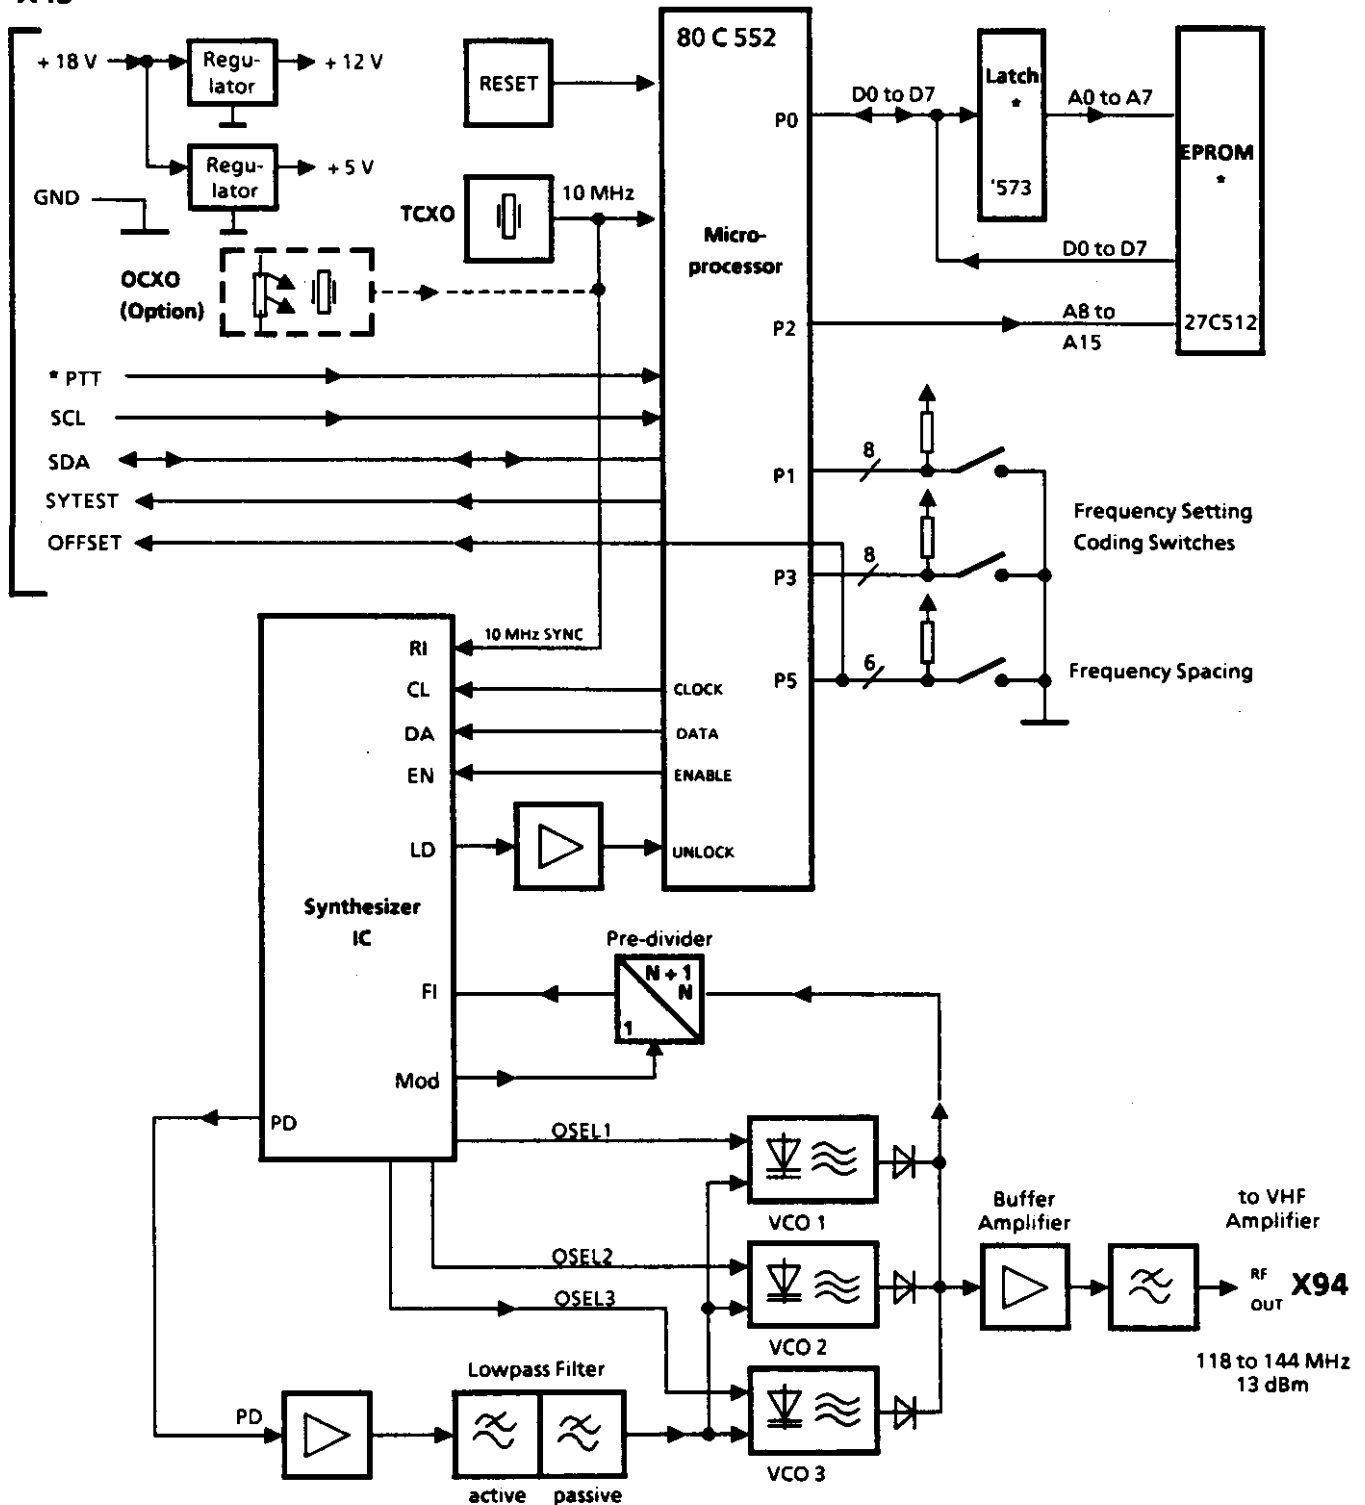 + 18 V
Regu-
lator
+ 12 V
Regu-
lator
+ 5 V
GND
RESET
TCXO
10 MHz
OCXO
(Option)
* PTT
SCL
SDA
SYTEST
OFFSET
80 C 552
Micro-
processor
P0
P2
P1
P3
P5
D0 to D7
Latch
*
'573
A0 to A7
EPROM
*
27C512
D0 to D7
A8 to
A15
8
8
6
Frequency Setting
Coding Switches
Frequency Spacing
10 MHz SYNC
RI
CL
DA
EN
LD
CLOCK
DATA
ENABLE
UNLOCK
Synthesizer
IC
FI
Mod
PD
Pre-divider
N + 1
N
1
OSEL1
OSEL2
OSEL3
VCO 1
VCO 2
VCO 3
Buffer
Amplifier
to VHF
Amplifier
RF
OUT
X94
118 to 144 MHz
13 dBm
PD
Lowpass Filter
active
passive